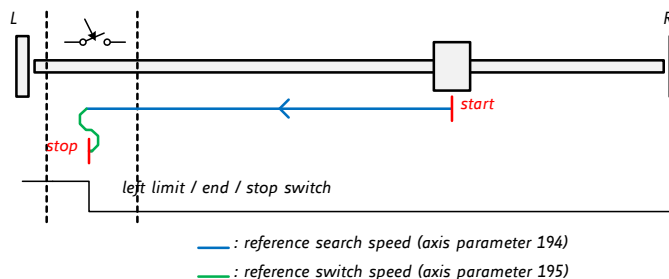 L
R
start
stop
left limit / end / stop switch
: reference search speed (axis parameter 194)
: reference switch speed (axis parameter 195)